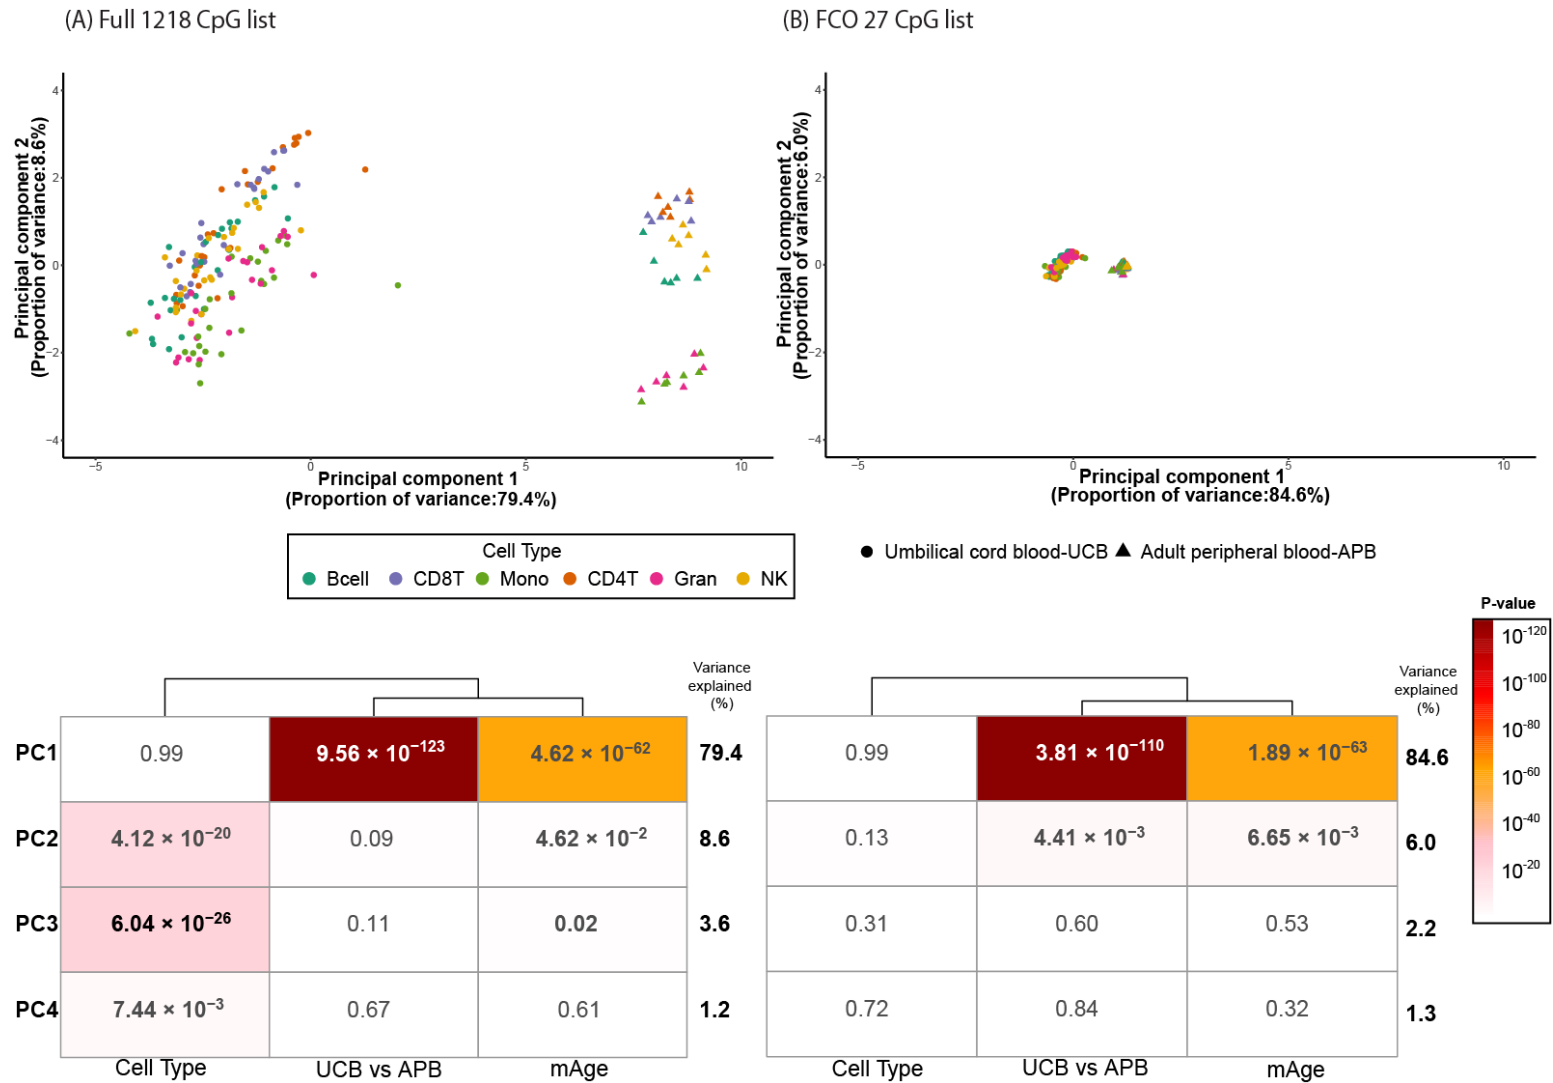 (A) Full 1218 CpG list
(B) FCO 27 CpG list
Principal component 2
(Proportion of variance:8.6%)
4
2
0
−2
−4
−5
0
5
10
Principal component 1
(Proportion of variance:79.4%)
Principal component 2
(Proportion of variance:6.0%)
4
2
0
−2
−4
−5
0
5
10
Principal component 1
(Proportion of variance:84.6%)
Cell Type
Bcell CD8T Mono CD4T Gran NK
Umbilical cord blood-UCB Adult peripheral blood-APB
Variance
explained
(%)
PC1 0.99 9.56 × 10⁻¹²³ 4.62 × 10⁻⁶² 79.4
PC2 4.12 × 10⁻²⁰ 0.09 4.62 × 10⁻² 8.6
PC3 6.04 × 10⁻²⁶ 0.11 0.02 3.6
PC4 7.44 × 10⁻³ 0.67 0.61 1.2
Cell Type UCB vs APB mAge
Variance
explained
(%)
0.99 3.81 × 10⁻¹¹⁰ 1.89 × 10⁻⁶³ 84.6
0.13 4.41 × 10⁻³ 6.65 × 10⁻³ 6.0
0.31 0.60 0.53 2.2
0.72 0.84 0.32 1.3
Cell Type UCB vs APB mAge
P-value
10⁻¹²⁰
10⁻¹⁰⁰
10⁻⁸⁰
10⁻⁶⁰
10⁻⁴⁰
10⁻²⁰